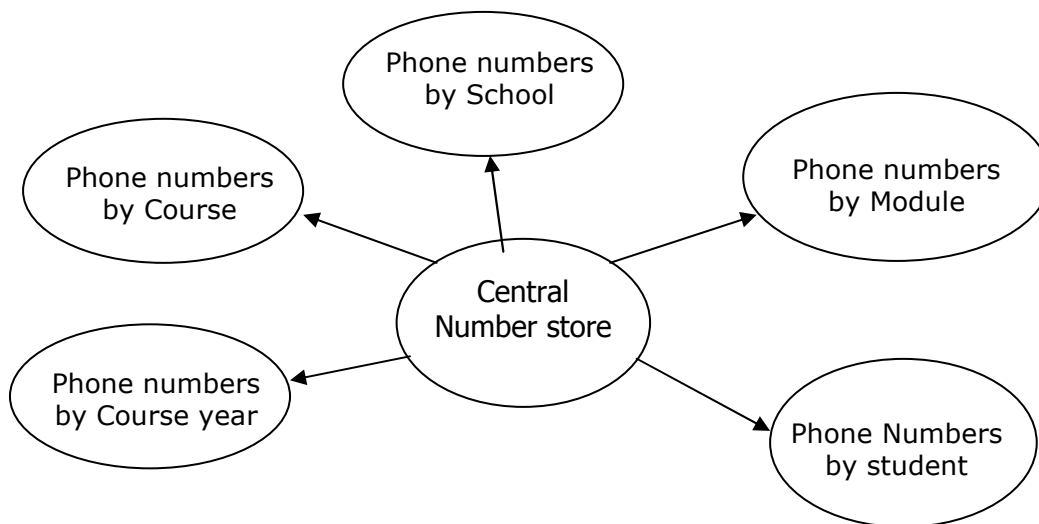 Phone numbers
by School
Phone numbers
by Course
Phone numbers
by Module
Central
Number store
Phone numbers
by Course year
Phone Numbers
by student